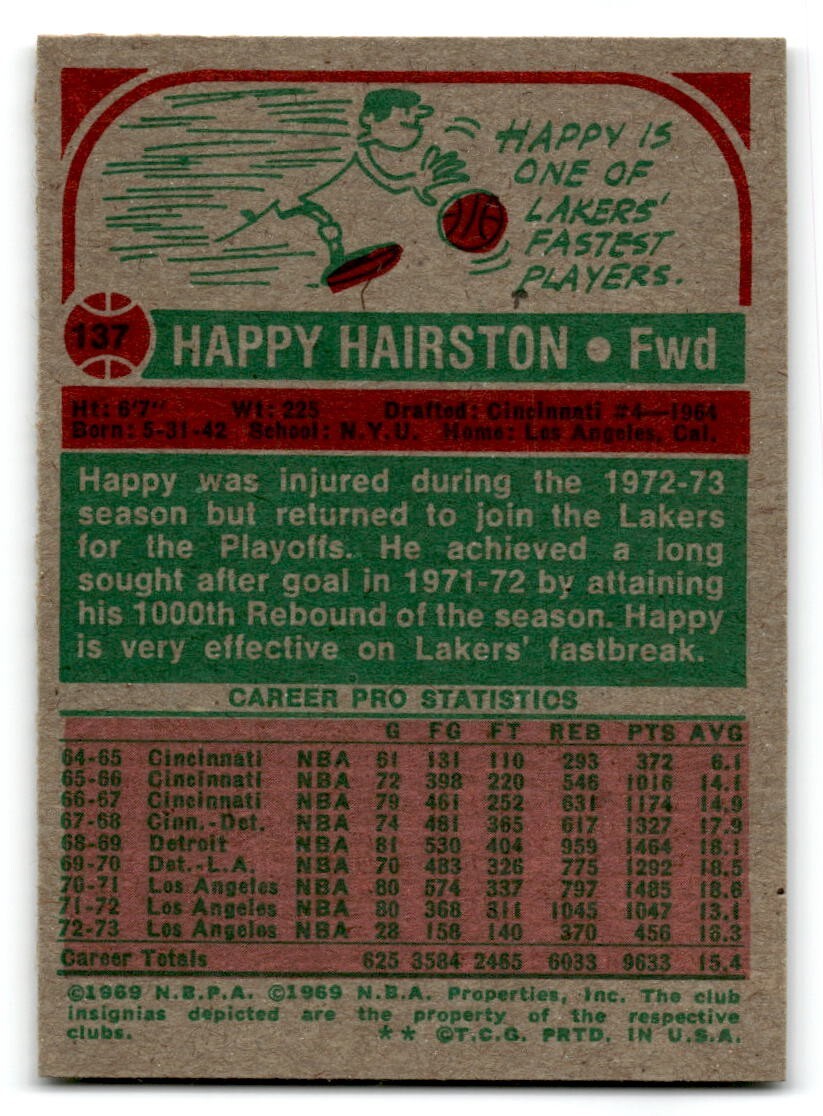 HAPPY IS
ONE OF
LAKERS'
FASTEST
PLAYERS.
137
HAPPY HAIRSTON • Fwd
Ht: 6'7" Wt: 225 Drafted: Cincinnati #4—1964
Born: 5-31-42 School: N.Y.U. Home: Los Angeles, Cal.
Happy was injured during the 1972-73
season but returned to join the Lakers
for the Playoffs. He achieved a long
sought after goal in 1971-72 by attaining
his 1000th Rebound of the season. Happy
is very effective on Lakers' fastbreak.
CAREER PRO STATISTICS
G FG FT REB PTS AVG
64-65 Cincinnati NBA 61 131 110 293 372 6.1
65-66 Cincinnati NBA 72 398 220 546 1016 14.1
66-67 Cincinnati NBA 79 461 252 631 1174 14.9
67-68 Cinn.-Det. NBA 74 481 365 617 1327 17.9
68-69 Detroit NBA 81 530 404 959 1464 18.1
69-70 Det.-L.A. NBA 70 483 326 775 1292 18.5
70-71 Los Angeles NBA 80 574 337 797 1485 18.6
71-72 Los Angeles NBA 80 368 311 1045 1047 13.1
72-73 Los Angeles NBA 28 158 140 370 456 16.3
Career Totals 625 3584 2465 6033 9633 15.4
©1969 N.B.P.A. ©1969 N.B.A. Properties, Inc. The club
insignias depicted are the property of the respective
clubs. ** ©T.C.G. PRTD. IN U.S.A.